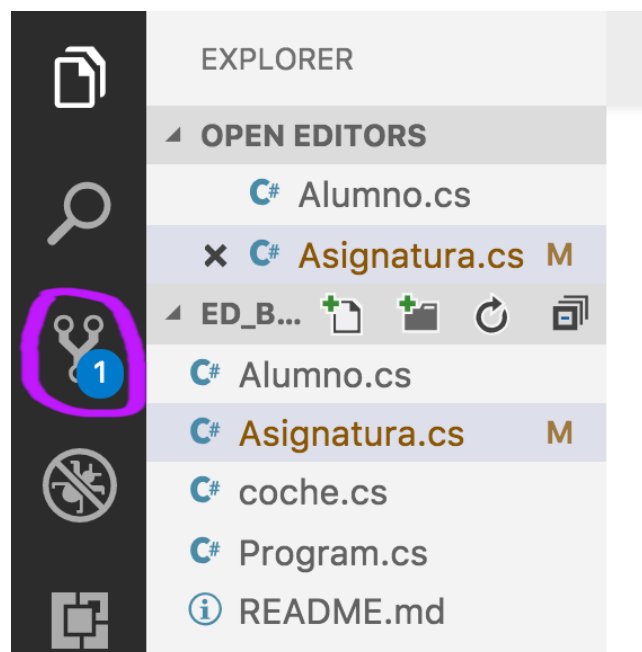 EXPLORER
OPEN EDITORS
C# Alumno.cs
C# Asignatura.cs M
ED_B...
1
C# Alumno.cs
C# Asignatura.cs M
C# coche.cs
C# Program.cs
README.md